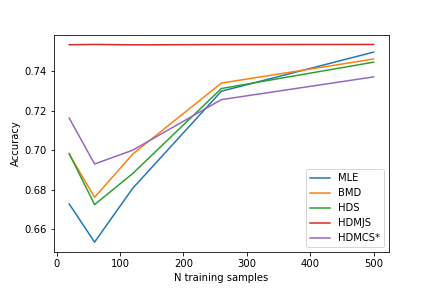 0.74
0.72
0.70
0.68
0.66
Accuracy
0 100 200 300 400 500
N training samples
MLE
BMD
HDS
HDMJS
HDMCS*